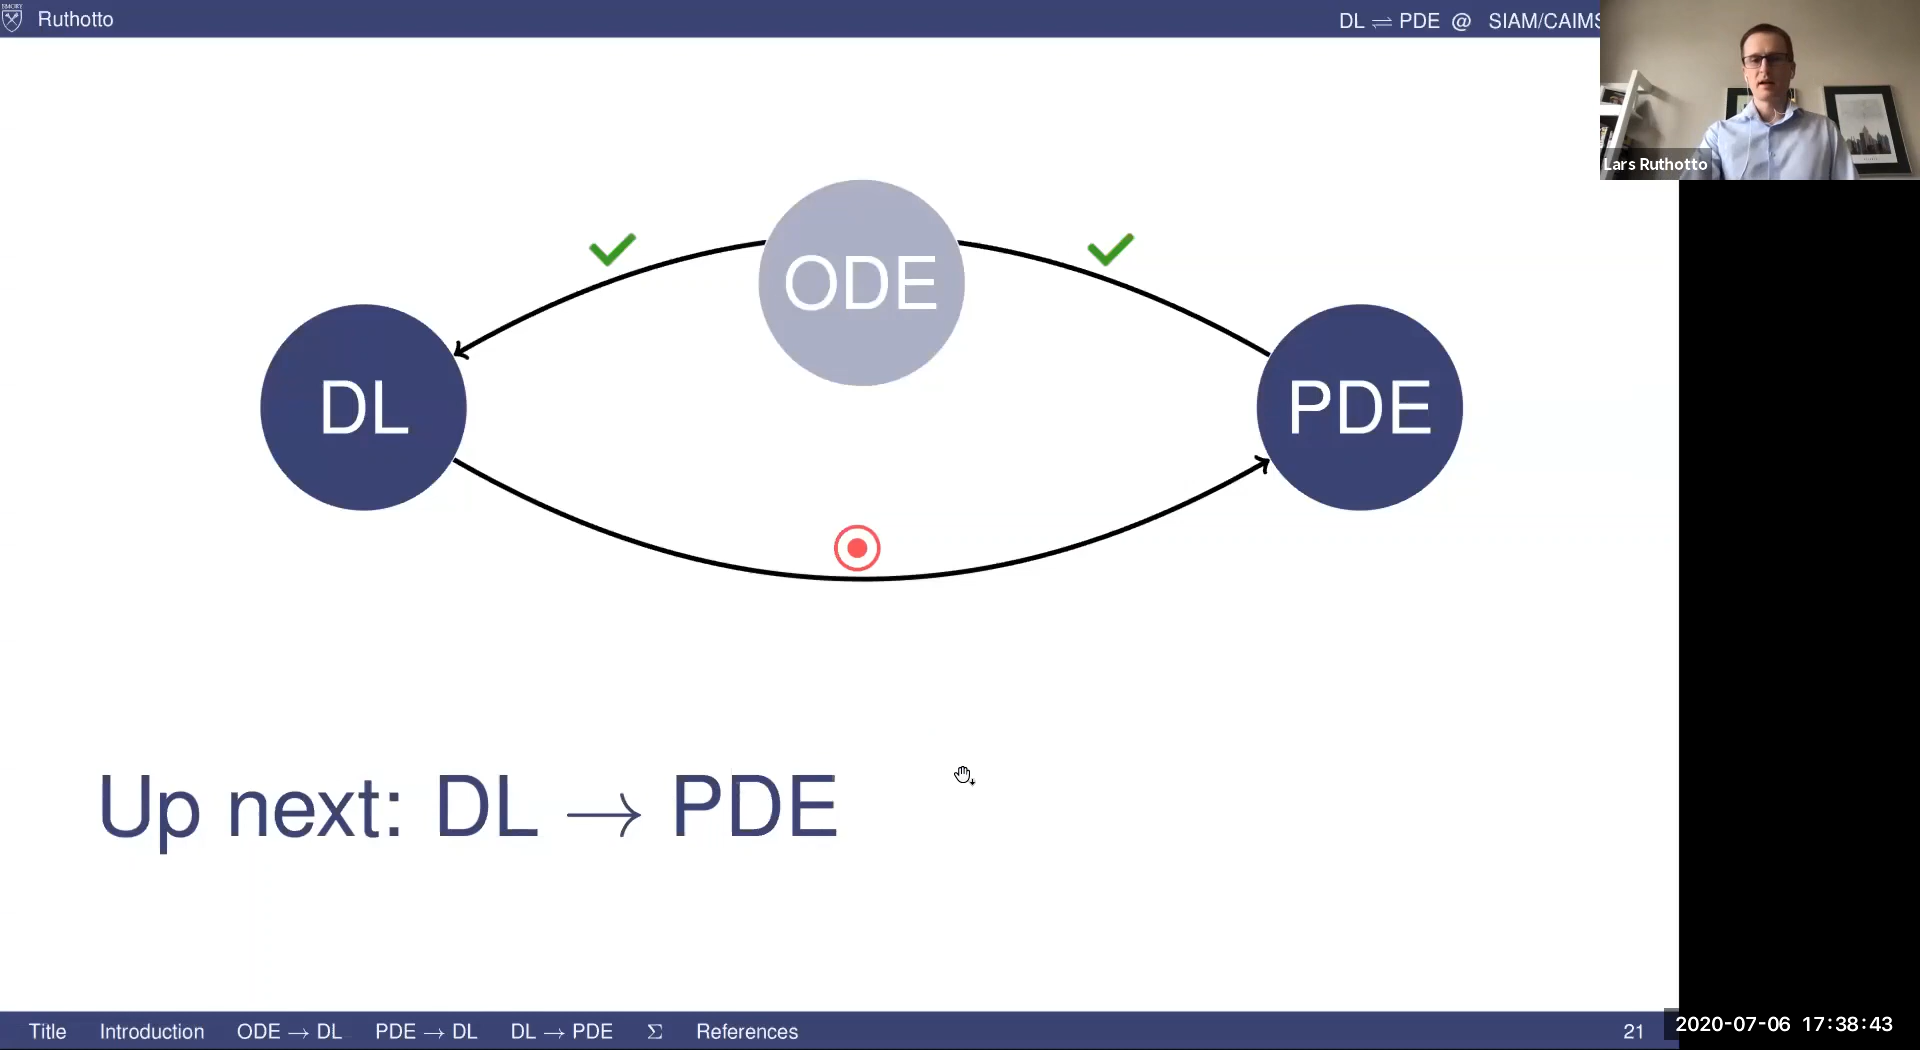 EMORY
Ruthotto
DL ⇌ PDE @ SIAM/CAIMS
Lars Ruthotto
ODE
DL
PDE
Up next: DL → PDE
Title Introduction ODE → DL PDE → DL DL → PDE Σ References 21
2020-07-06 17:38:43